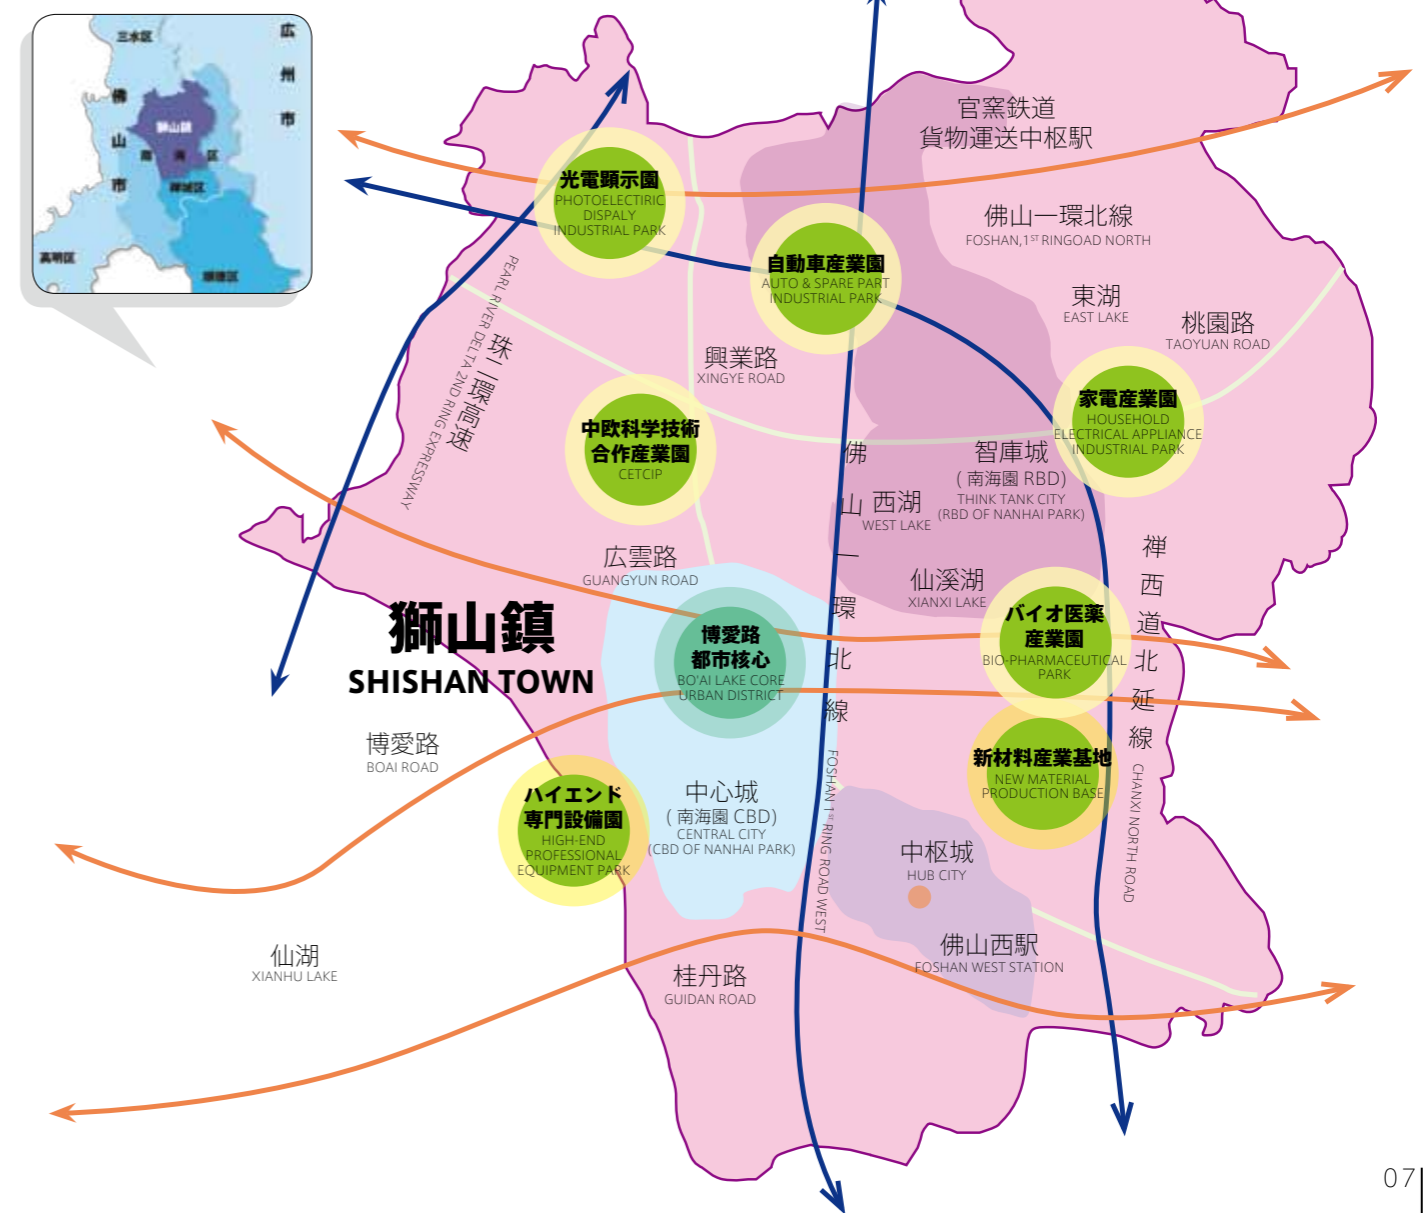 三水区
広州市
佛山市
獅山鎮
南海区
禅城区
高明区
順徳区
官窯鉄道
貨物運送中枢駅
光電顕示園
PHOTOELECTIRIC
DISPALY
INDUSTRIAL PARK
佛山一環北線
FOSHAN,1ST RINGOAD NORTH
自動車産業園
AUTO & SPARE PART
INDUSTRIAL PARK
東湖
EAST LAKE
桃園路
TAOYUAN ROAD
珠二環高速
PEARL RIVER DELTA 2ND RING EXPRESSWAY
興業路
XINGYE ROAD
家電産業園
HOUSEHOLD
ELECTRICAL APPLIANCE
INDUSTRIAL PARK
中欧科学技術
合作産業園
CETCIP
智庫城
( 南海園 RBD)
THINK TANK CITY
(RBD OF NANHAI PARK)
西湖
WEST LAKE
佛山一環北線
FOSHAN 1ST RING ROAD WEST
広雲路
GUANGYUN ROAD
仙溪湖
XIANXI LAKE
禅西道北延線
CHANXI NORTH ROAD
獅山鎮
SHISHAN TOWN
博愛路
都市核心
BO'AI LAKE CORE
URBAN DISTRICT
バイオ医薬
産業園
BIO-PHARMACEUTICAL
PARK
博愛路
BOAI ROAD
新材料産業基地
NEW MATERIAL
PRODUCTION BASE
ハイエンド
専門設備園
HIGH-END
PROFESSIONAL
EQUIPMENT PARK
中心城
( 南海園 CBD)
CENTRAL CITY
(CBD OF NANHAI PARK)
中枢城
HUB CITY
仙湖
XIANHU LAKE
佛山西駅
FOSHAN WEST STATION
桂丹路
GUIDAN ROAD
07